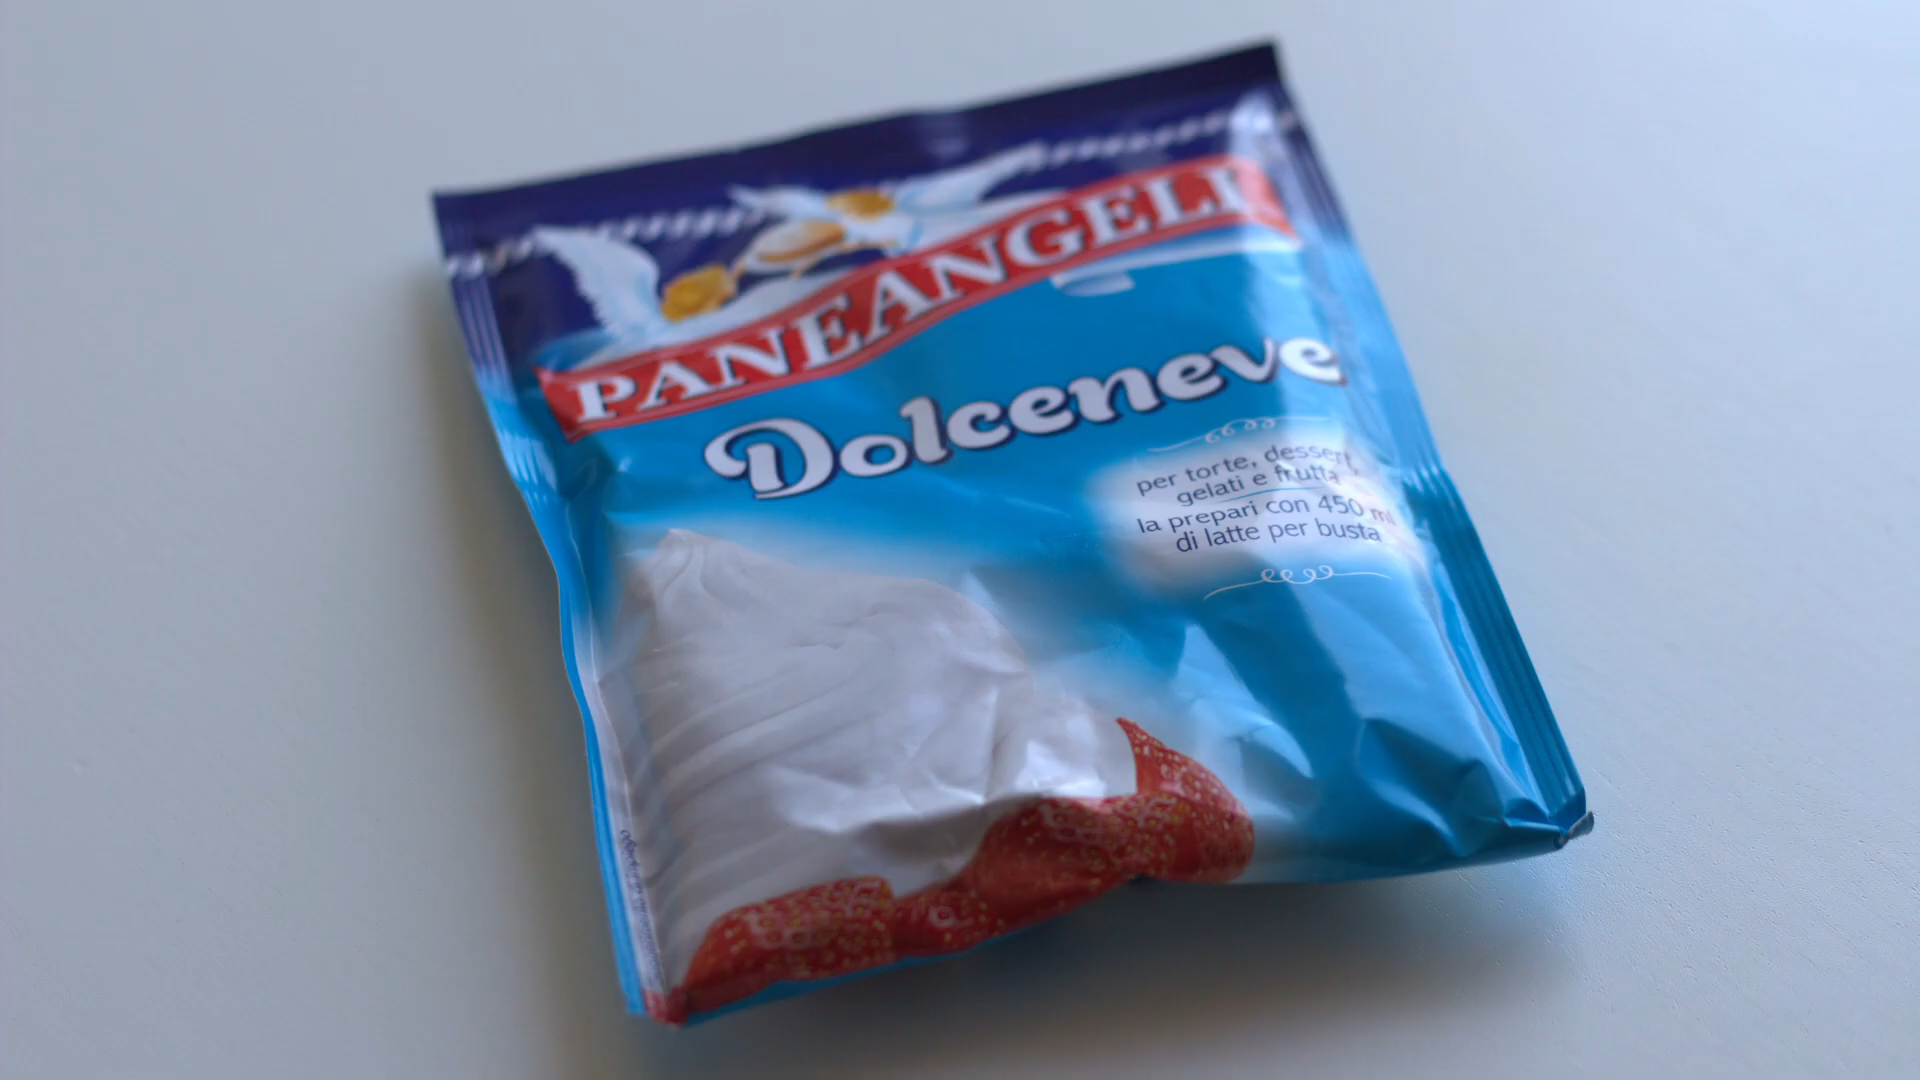 PANEANGELI
Dolceneve
per torte, dessert,
gelati e frutta
la prepari con 450 ml
di latte per busta